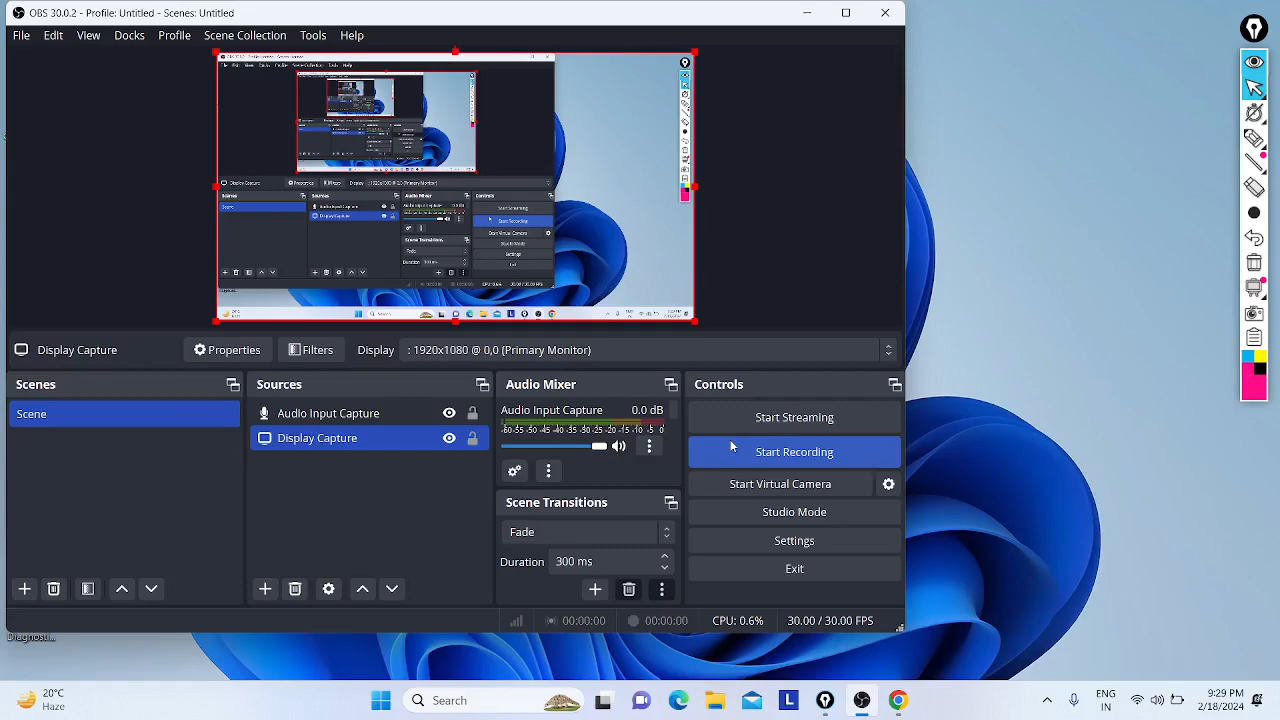 OBS 30.0.2 - Profile: Untitled - Scenes: Untitled
File Edit View Docks Profile Scene Collection Tools Help
Display Capture Properties Filters Display : 1920x1080 @ 0,0 (Primary Monitor)
Scenes Sources Audio Mixer Controls
Scene
Audio Input Capture
Display Capture
Audio Input Capture 0.0 dB
-60 -55 -50 -45 -40 -35 -30 -25 -20 -15 -10 -5 0
Scene Transitions
Fade
Duration 300 ms
Start Streaming
Start Recording
Start Virtual Camera
Studio Mode
Settings
Exit
00:00:00 00:00:00 CPU: 0.6% 30.00 / 30.00 FPS
Diagnosti...
20°C
Haze
Search
L
ENG
IN
9:29 PM
2/18/2024